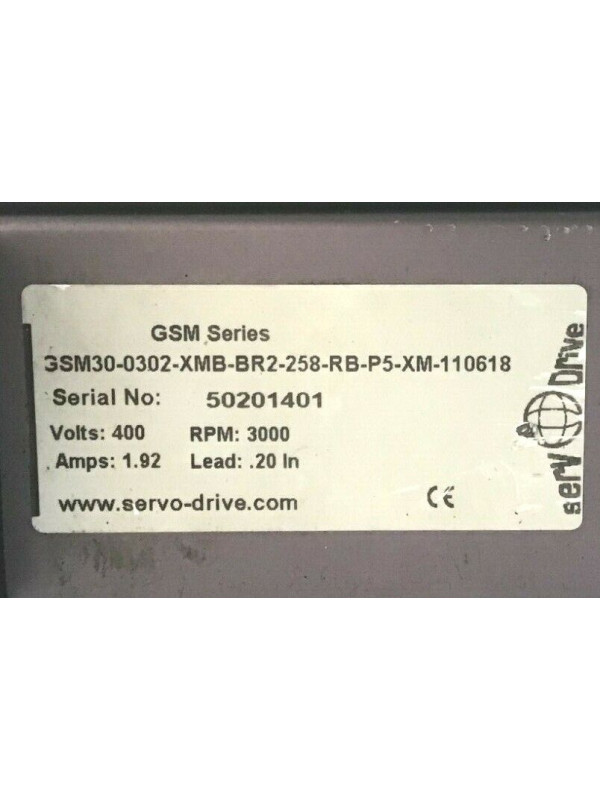 GSM Series
GSM30-0302-XMB-BR2-258-RB-P5-XM-110618
Serial No: 50201401
Volts: 400 RPM: 3000
Amps: 1.92 Lead: .20 In
www.servo-drive.com
CE
servo Drive